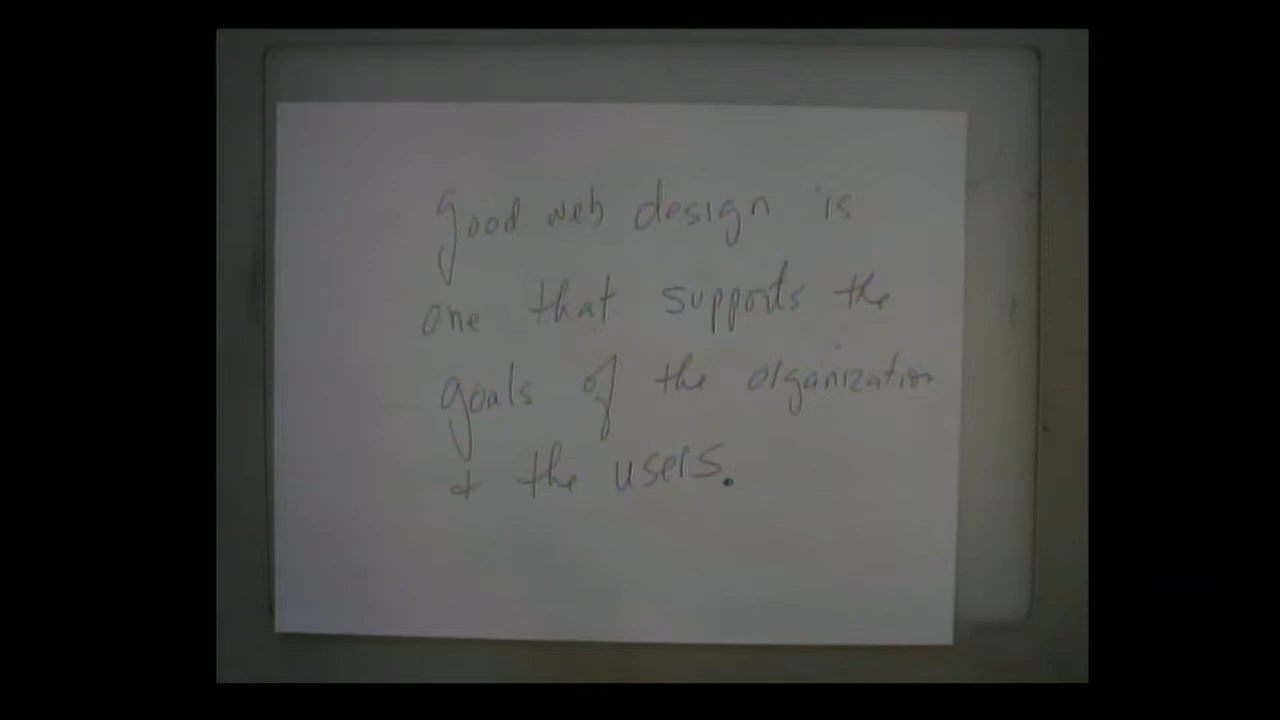 good web design is
one that supports the
goals of the organization
+ the users.